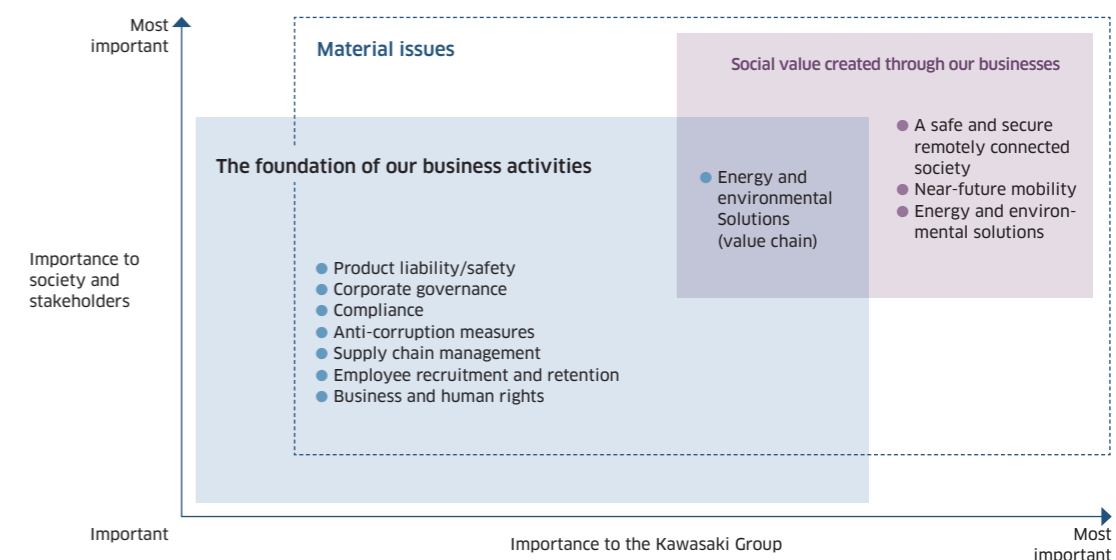 Most
important
Material issues
Social value created through our businesses
A safe and secure
remotely connected
society
Near-future mobility
Energy and environ-
mental solutions
The foundation of our business activities
Energy and
environmental
Solutions
(value chain)
Importance to
society and
stakeholders
Product liability/safety
Corporate governance
Compliance
Anti-corruption measures
Supply chain management
Employee recruitment and retention
Business and human rights
Important
Importance to the Kawasaki Group
Most
important